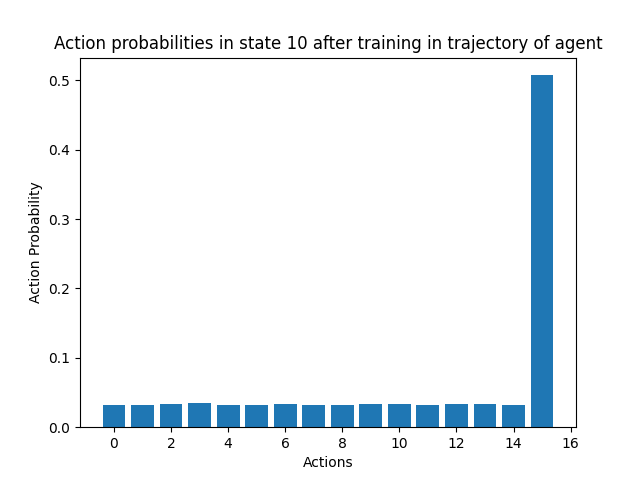 Action probabilities in state 10 after training in trajectory of agent
0.5
0.4
0.3
0.2
0.1
0.0
Action Probability
0 2 4 6 8 10 12 14 16
Actions